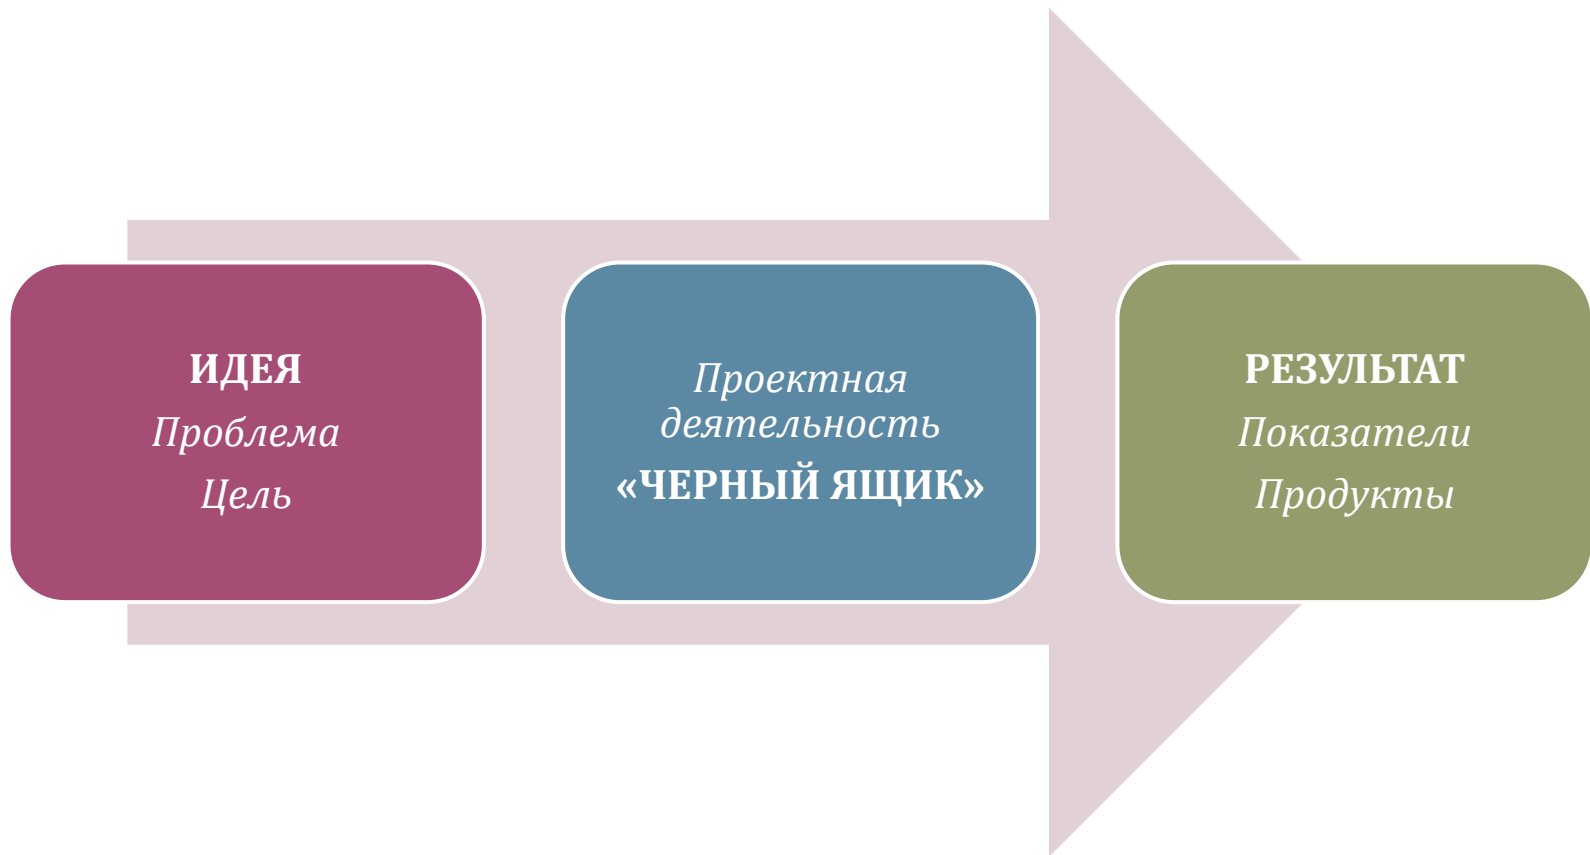 ИДЕЯ
Проблема
Цель
Проектная
деятельность
«ЧЕРНЫЙ ЯЩИК»
РЕЗУЛЬТАТ
Показатели
Продукты